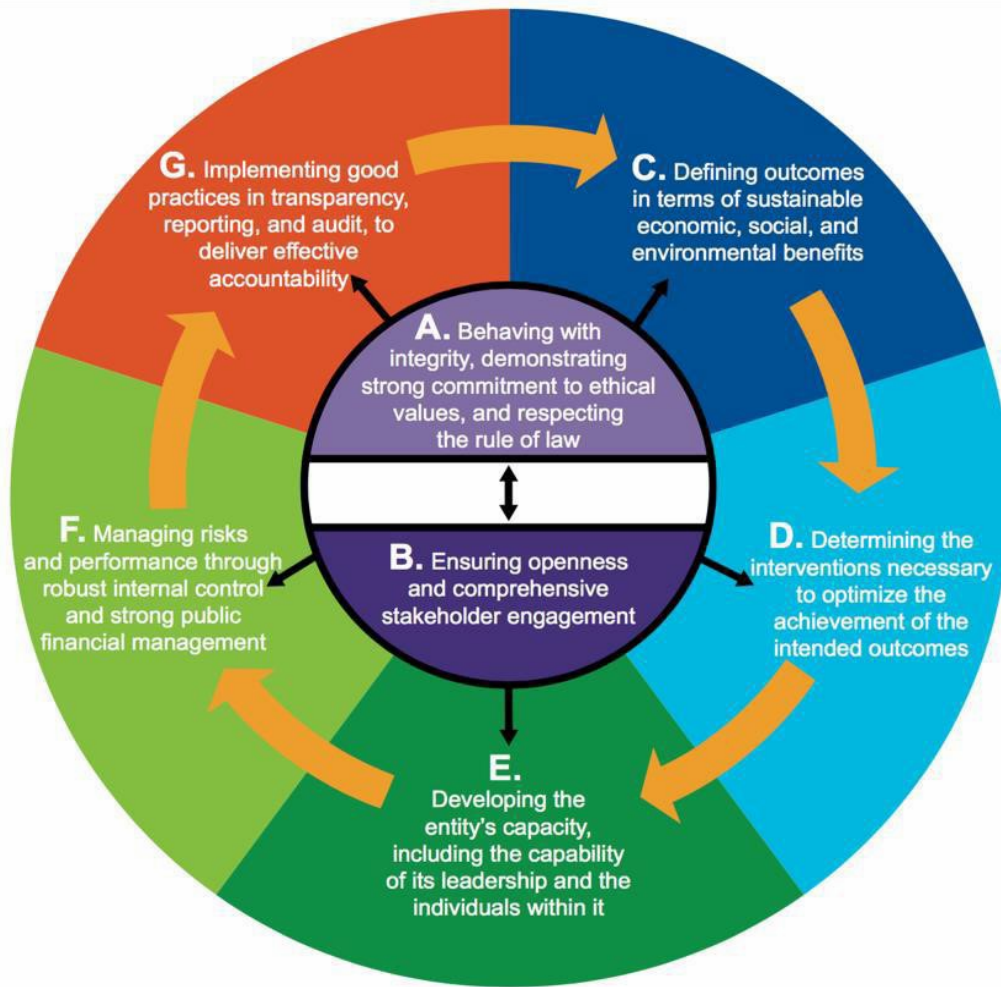 A. Behaving with
integrity, demonstrating
strong commitment to ethical
values, and respecting
the rule of law
B. Ensuring openness
and comprehensive
stakeholder engagement
C. Defining outcomes
in terms of sustainable
economic, social, and
environmental benefits
D. Determining the
interventions necessary
to optimize the
achievement of the
intended outcomes
E.
Developing the
entity's capacity,
including the capability
of its leadership and the
individuals within it
F. Managing risks
and performance through
robust internal control
and strong public
financial management
G. Implementing good
practices in transparency,
reporting, and audit, to
deliver effective
accountability